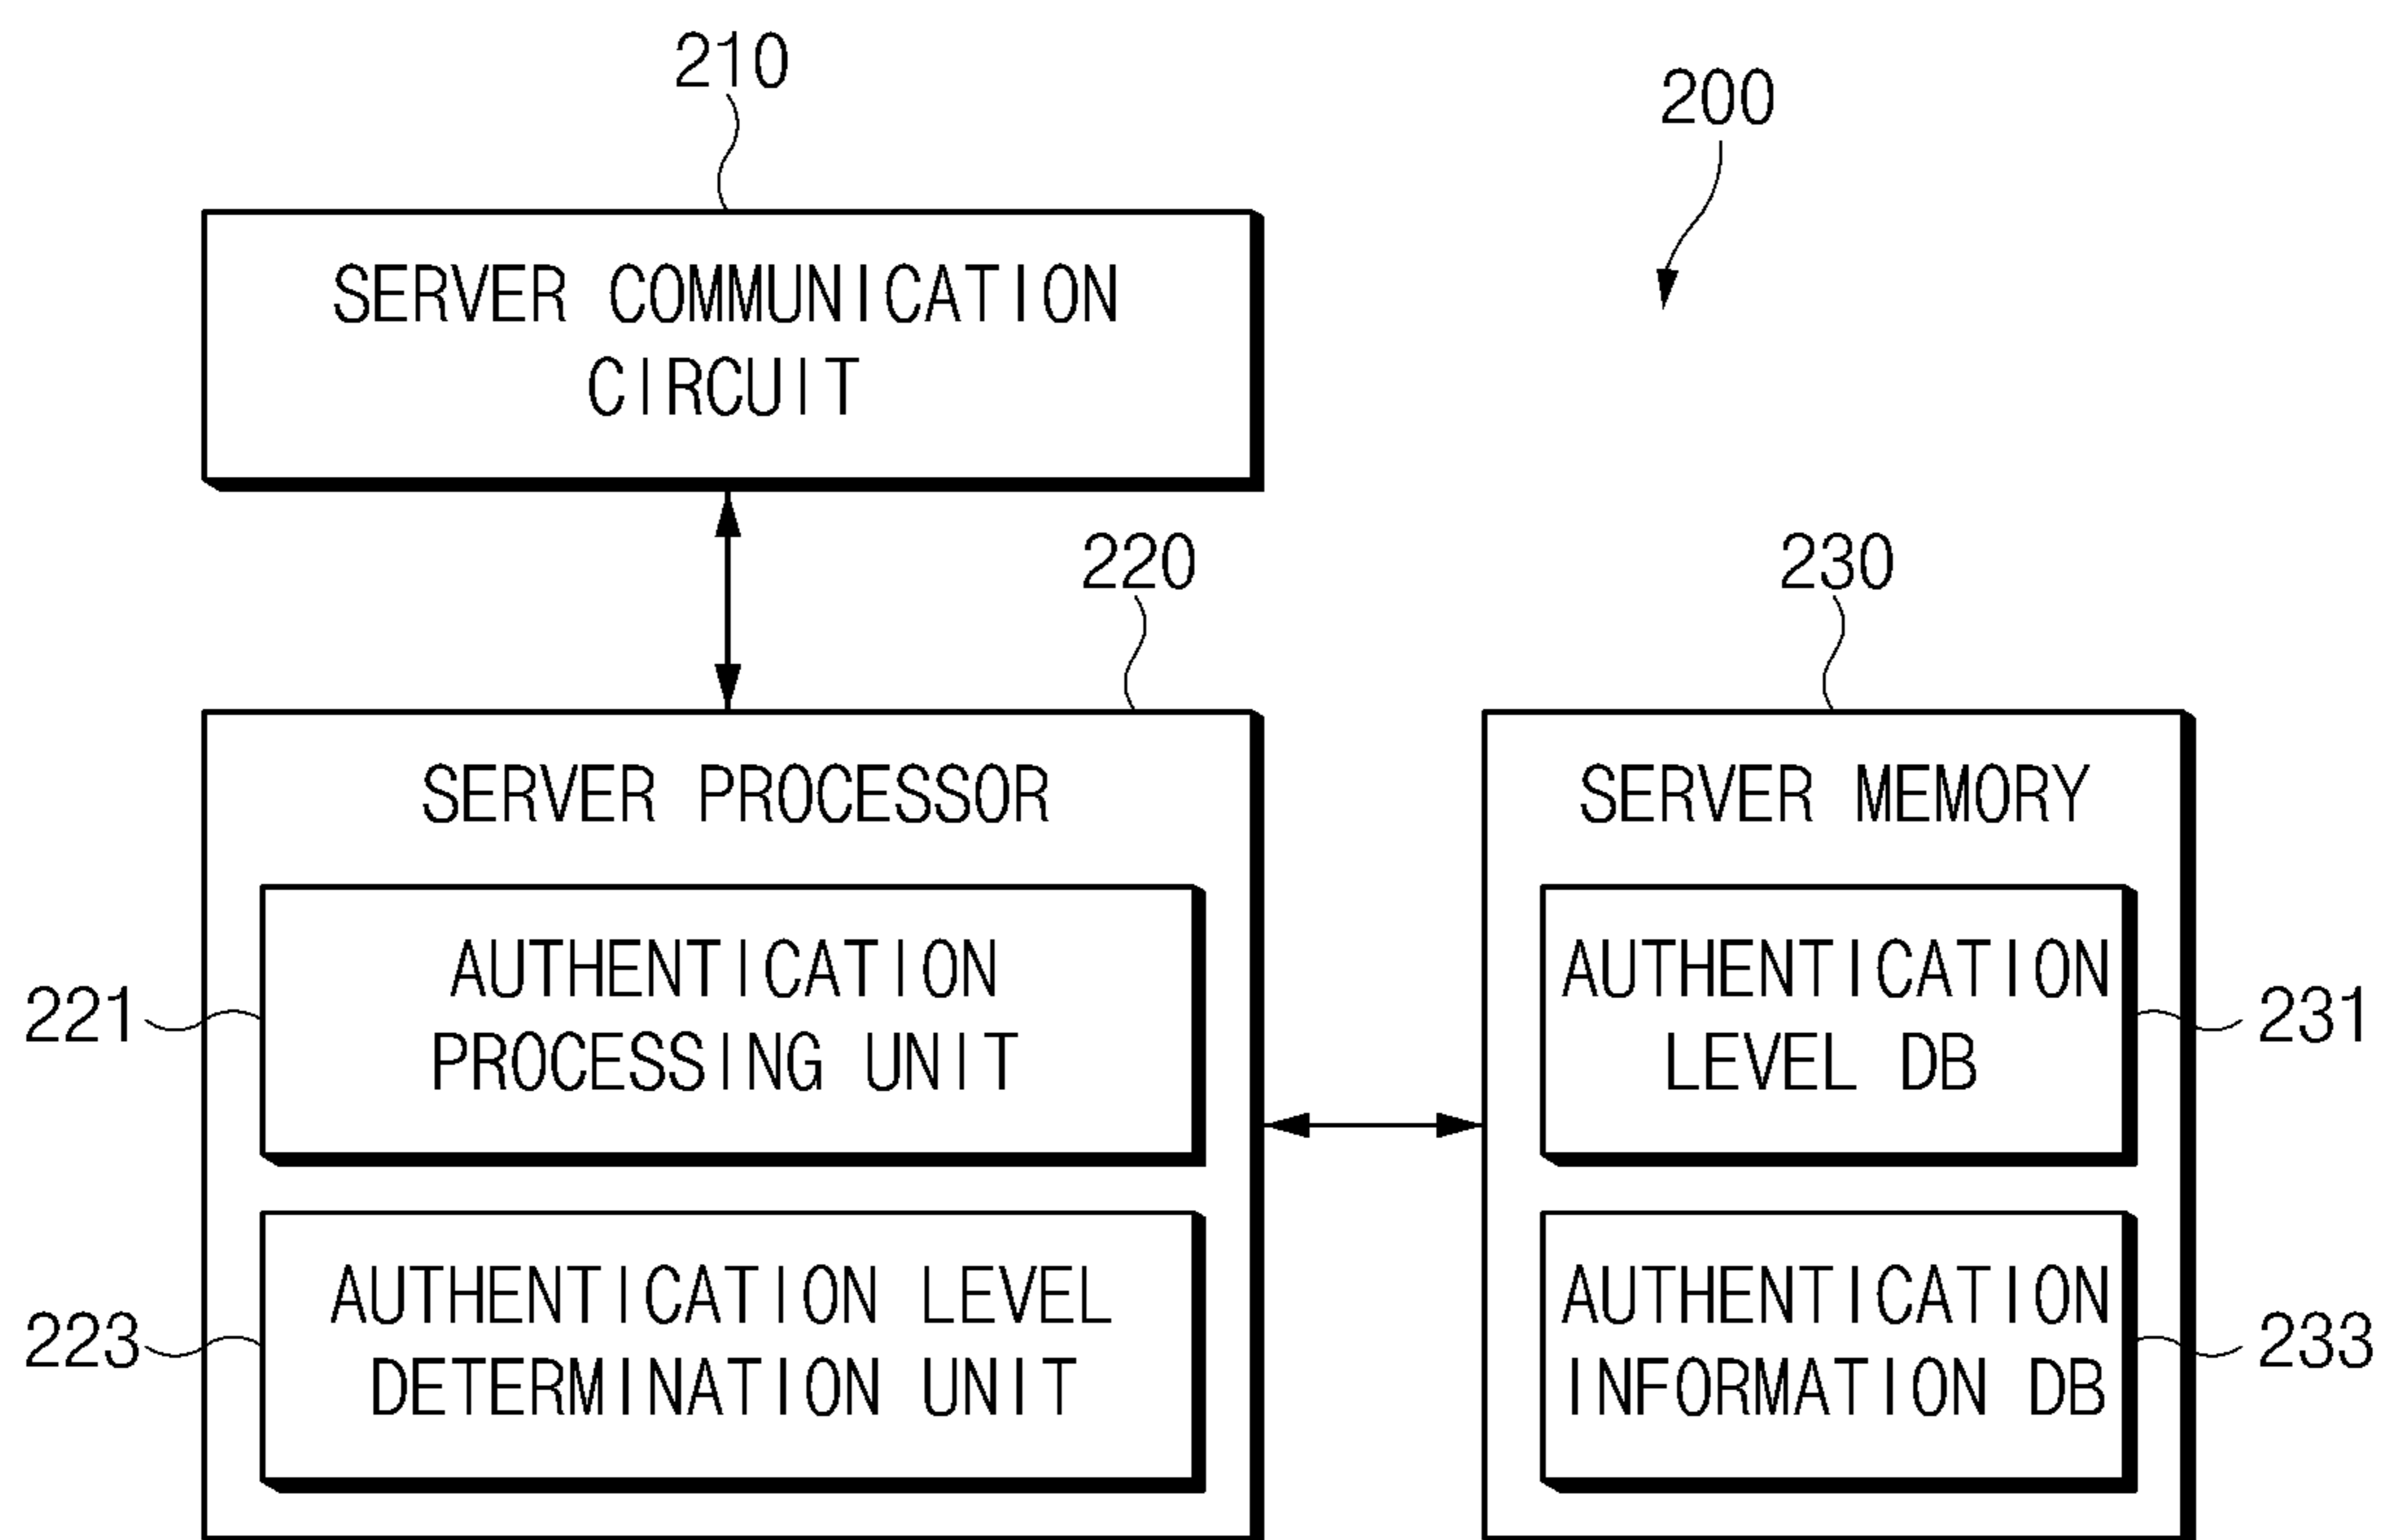 210
200
SERVER COMMUNICATION
CIRCUIT
220
230
SERVER PROCESSOR
SERVER MEMORY
AUTHENTICATION
PROCESSING UNIT
221
AUTHENTICATION
LEVEL DB
231
AUTHENTICATION LEVEL
DETERMINATION UNIT
223
AUTHENTICATION
INFORMATION DB
233